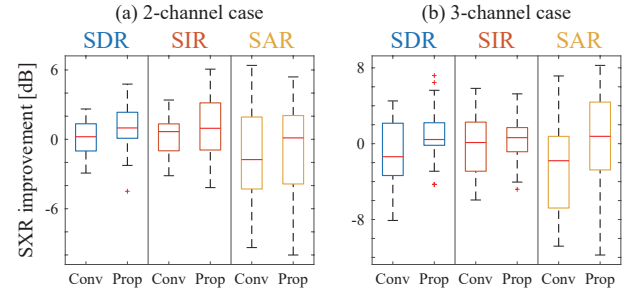 (a) 2-channel case
(b) 3-channel case
SDR SIR SAR
SDR SIR SAR
SXR improvement [dB]
6
0
-6
8
0
-8
Conv Prop Conv Prop Conv Prop
Conv Prop Conv Prop Conv Prop